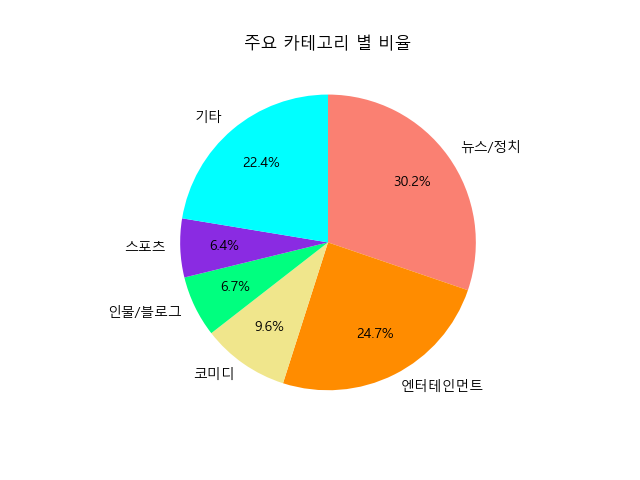 주요 카테고리 별 비율
기타
22.4%
뉴스/정치
30.2%
스포츠
6.4%
인물/블로그
6.7%
코미디
9.6%
엔터테인먼트
24.7%